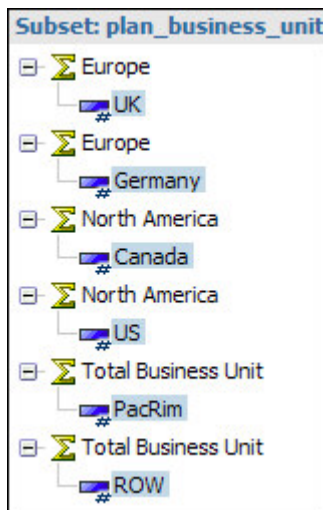 Subset: plan_business_unit
Europe
UK
Europe
Germany
North America
Canada
North America
US
Total Business Unit
PacRim
Total Business Unit
ROW